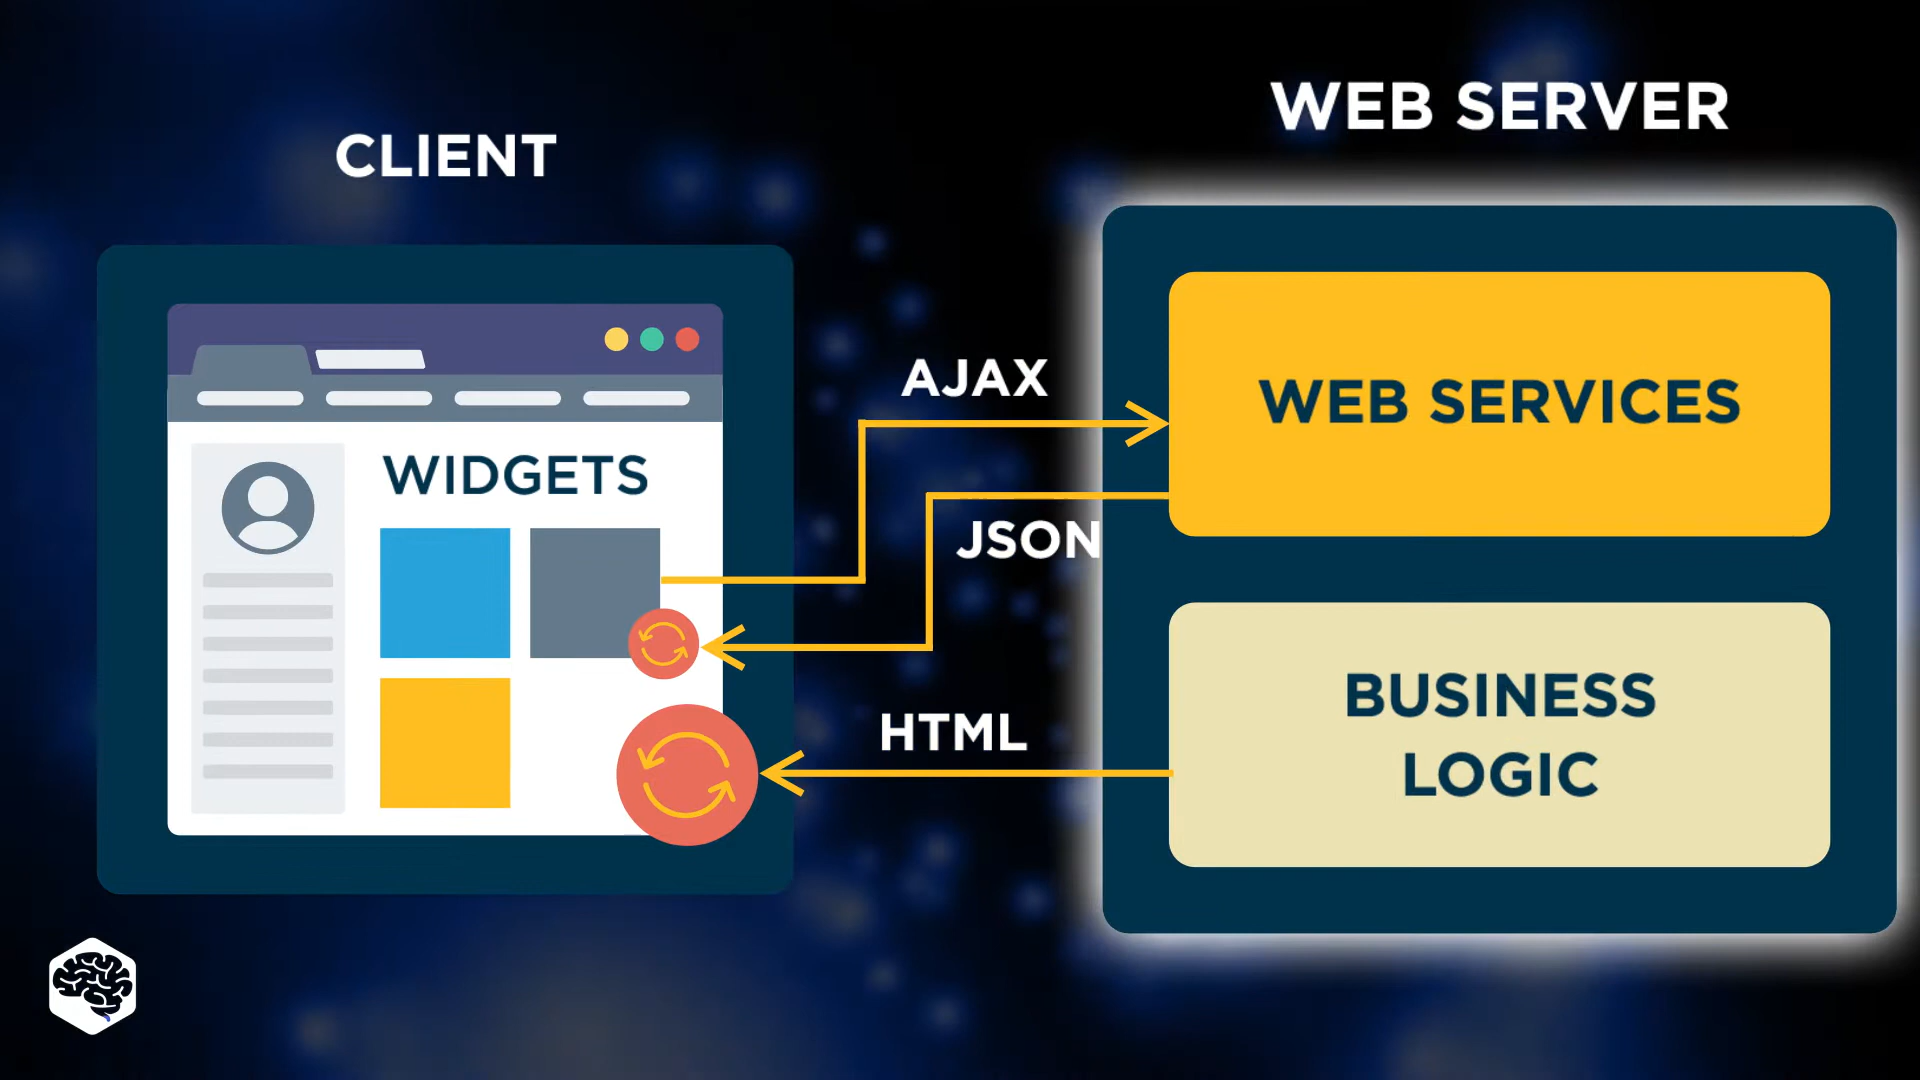 WEB SERVER
CLIENT
AJAX
WEB SERVICES
WIDGETS
JSON
HTML
BUSINESS
LOGIC